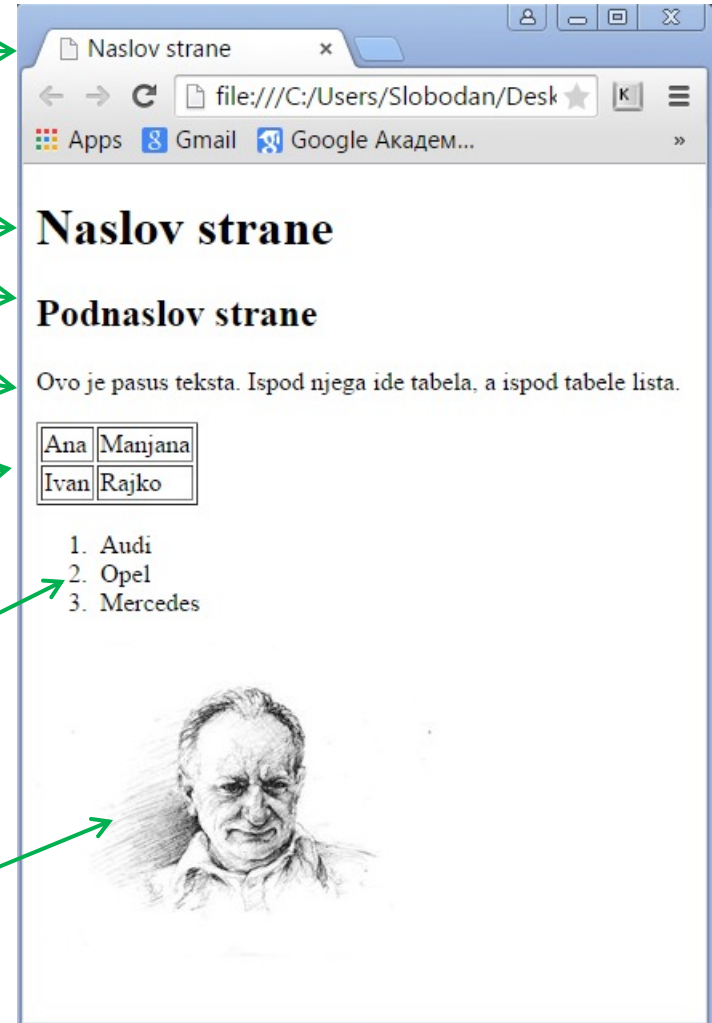 Naslov strane
file:///C:/Users/Slobodan/Desk
Apps Gmail Google Академ... »
Naslov strane
Podnaslov strane
Ovo je pasus teksta. Ispod njega ide tabela, a ispod tabele lista.
Ana Manjana
Ivan Rajko
1. Audi
2. Opel
3. Mercedes